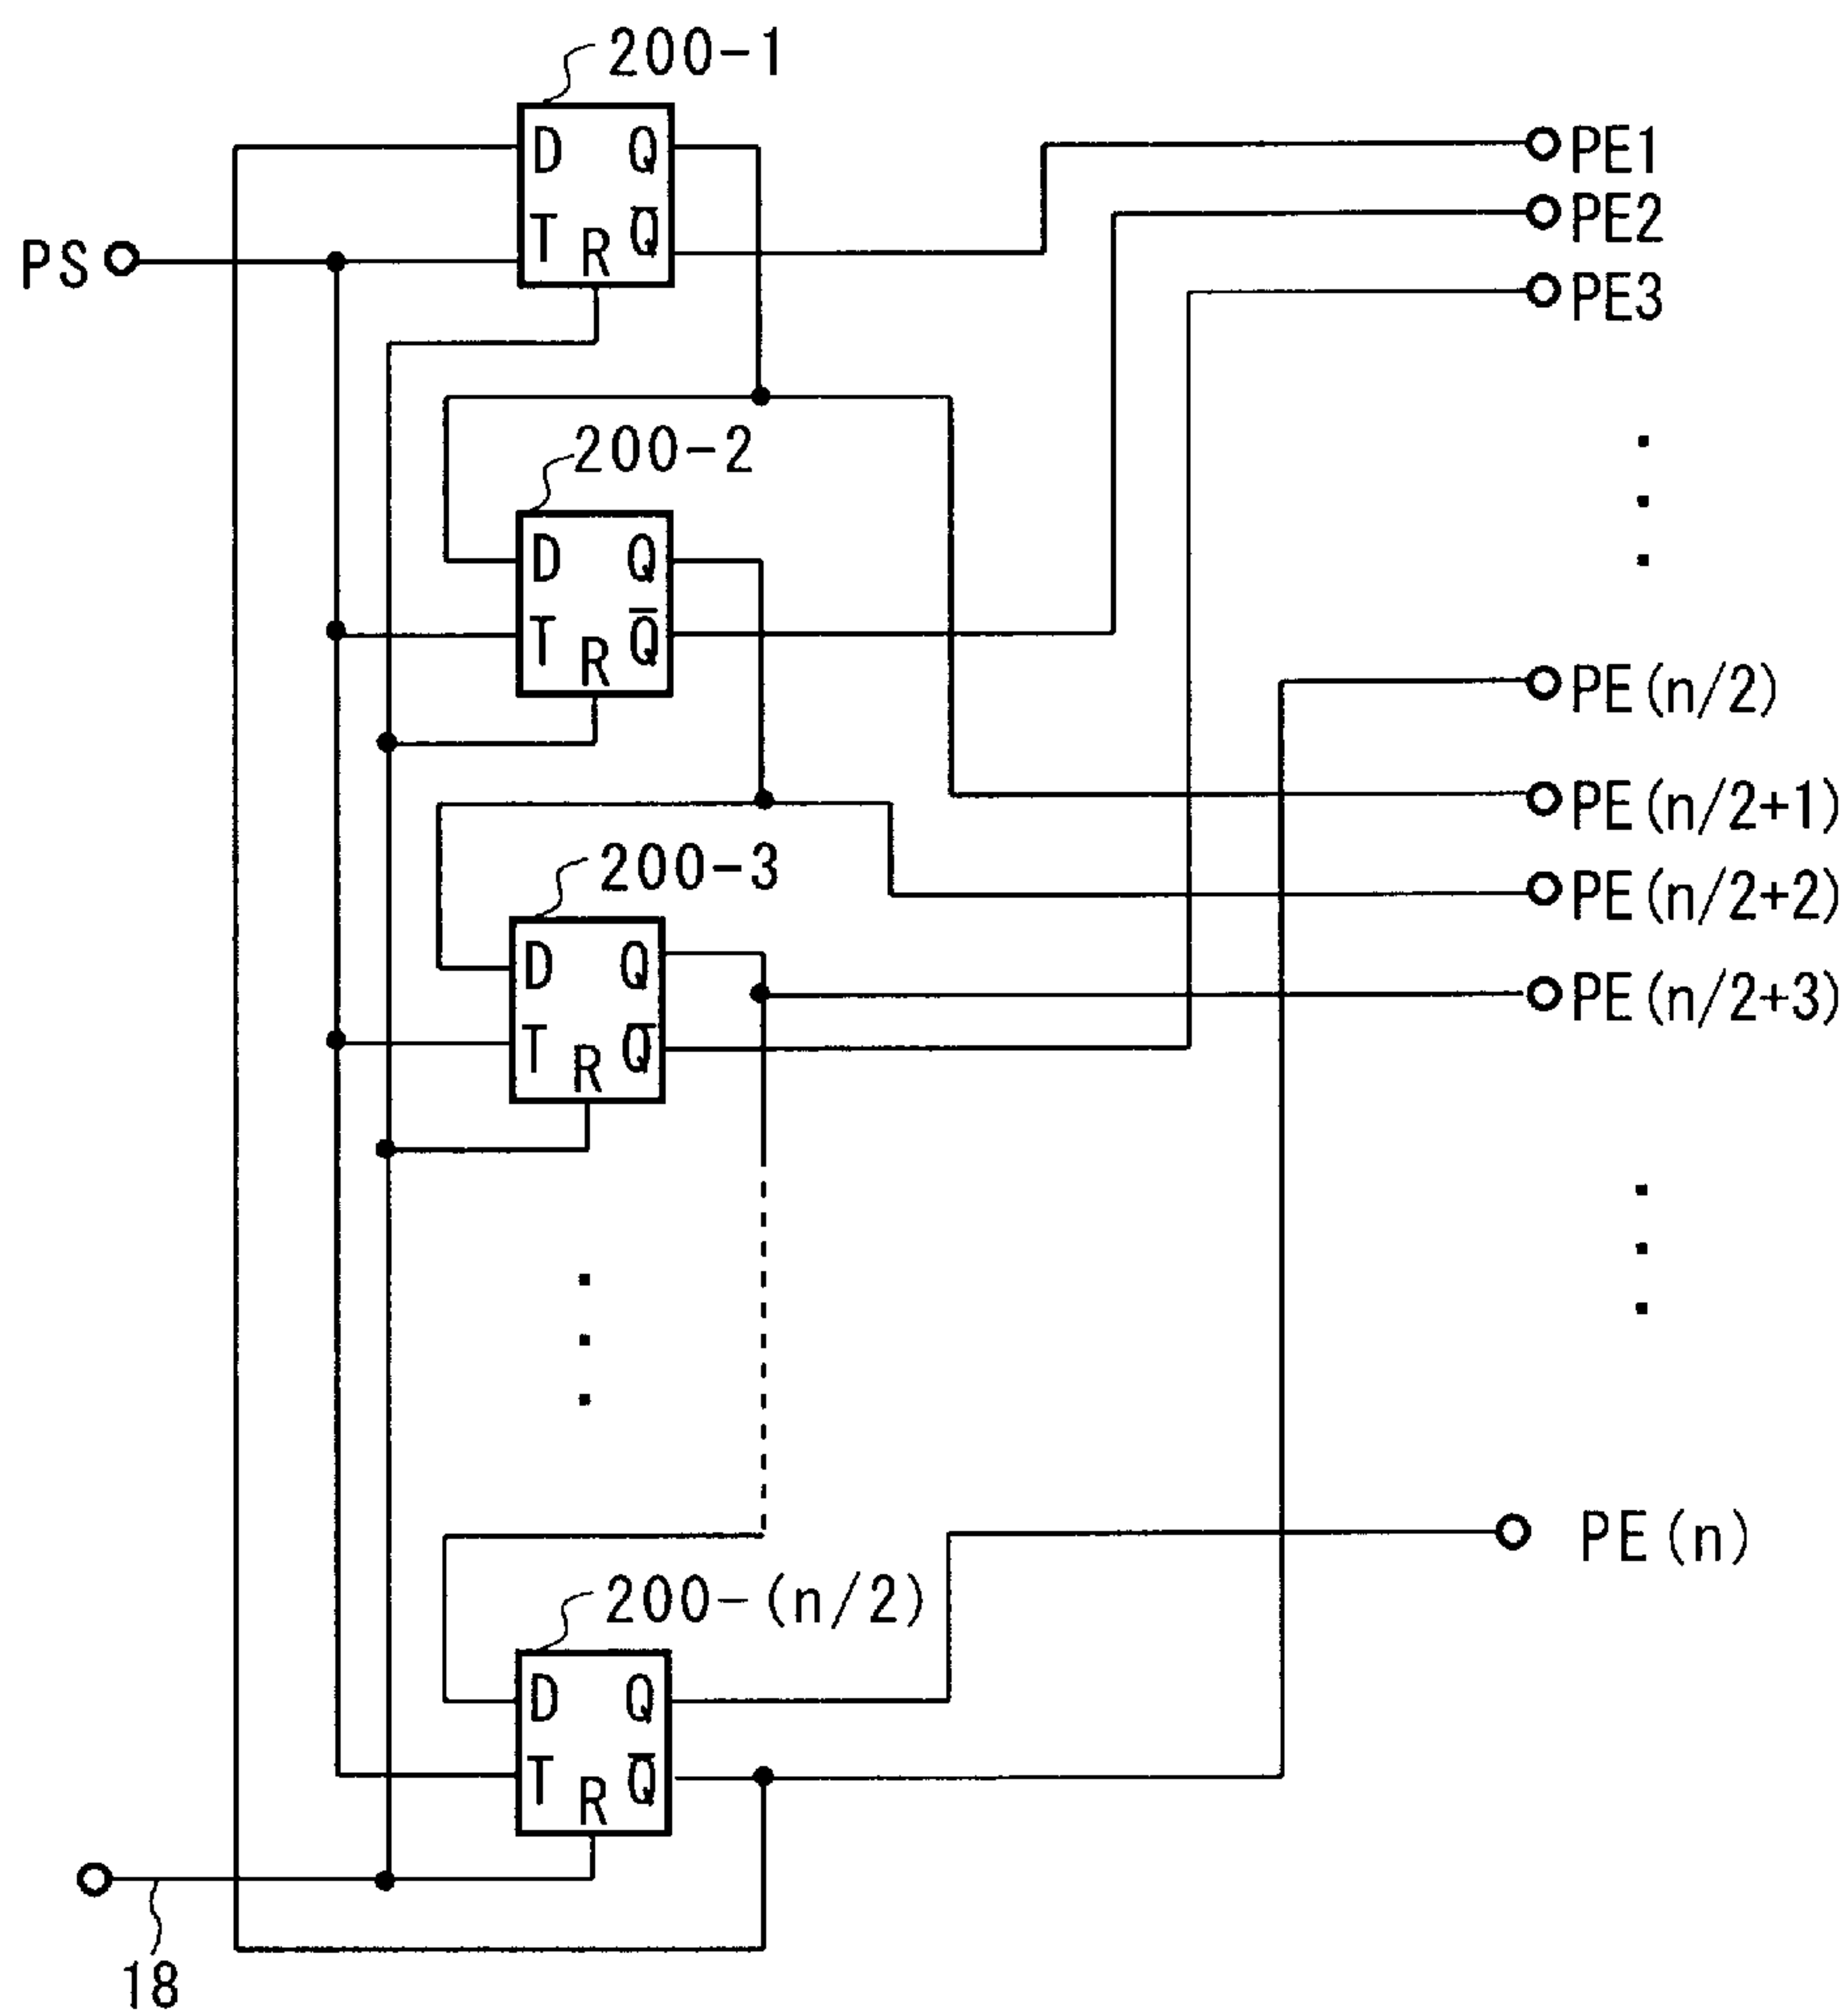 200-1
D Q
T R Q̅
PS
PE1
PE2
PE3
200-2
D Q
T R Q̅
PE(n/2)
PE(n/2+1)
PE(n/2+2)
PE(n/2+3)
200-3
D Q
T R Q̅
PE(n)
200-(n/2)
D Q
T R Q̅
18